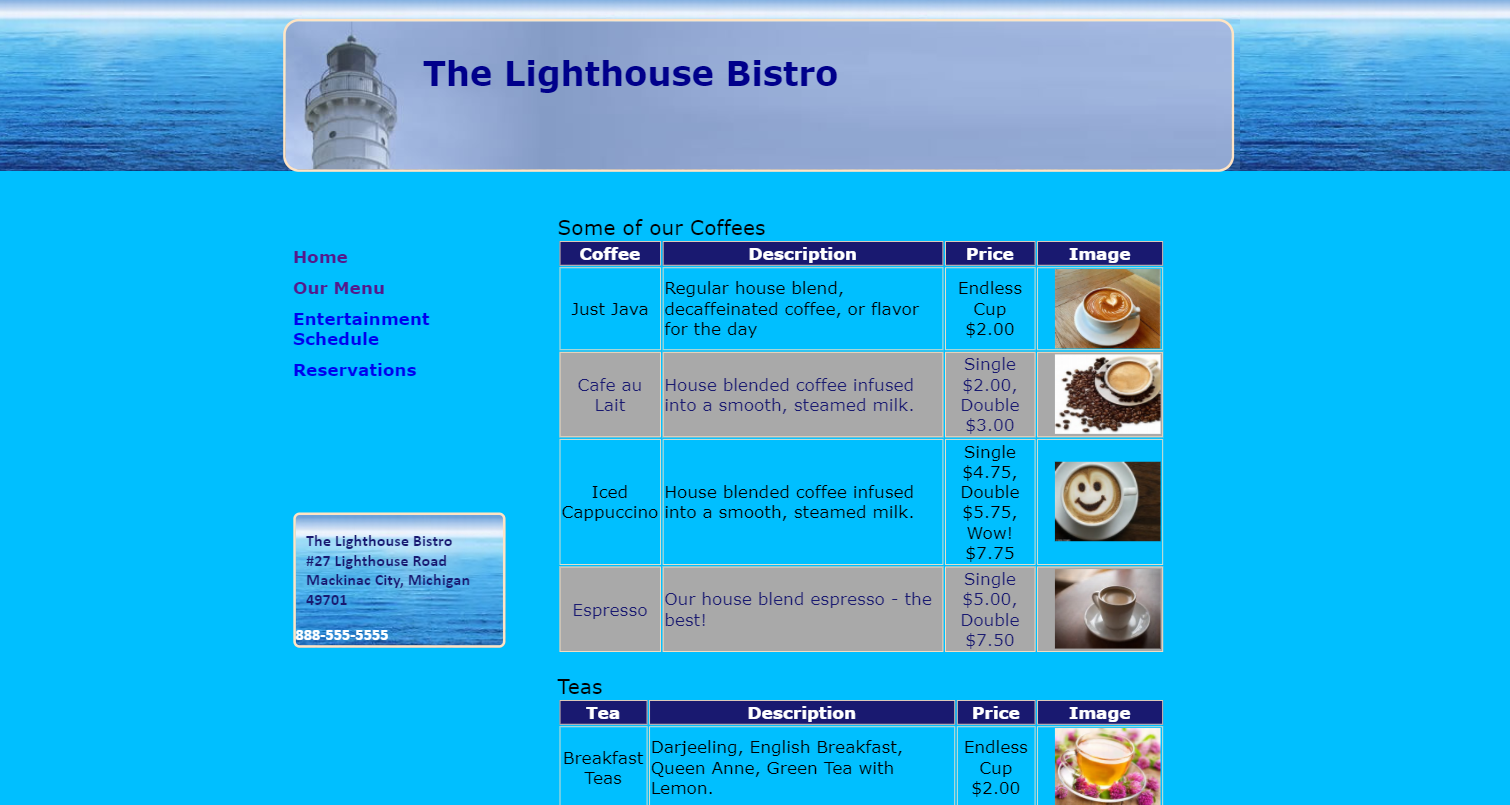 The Lighthouse Bistro
Home
Our Menu
Entertainment
Schedule
Reservations
The Lighthouse Bistro
#27 Lighthouse Road
Mackinac City, Michigan
49701
888-555-5555
Some of our Coffees
Coffee Description Price Image
Just Java
Regular house blend,
decaffeinated coffee, or flavor
for the day
Endless
Cup
$2.00
Cafe au
Lait
House blended coffee infused
into a smooth, steamed milk.
Single
$2.00,
Double
$3.00
Iced
Cappuccino
House blended coffee infused
into a smooth, steamed milk.
Single
$4.75,
Double
$5.75,
Wow!
$7.75
Espresso
Our house blend espresso - the
best!
Single
$5.00,
Double
$7.50
Teas
Tea Description Price Image
Breakfast
Teas
Darjeeling, English Breakfast,
Queen Anne, Green Tea with
Lemon.
Endless
Cup
$2.00